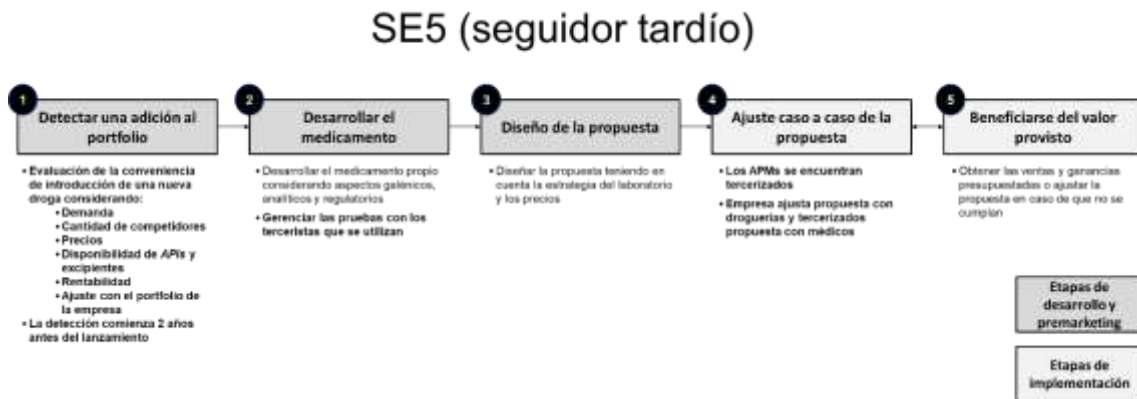 SE5 (seguidor tardío)
1
Detectar una adición al
portfolio
• Evaluación de la conveniencia
de introducción de una nueva
droga considerando:
• Demanda
• Cantidad de competidores
• Precios
• Disponibilidad de APIs y
excipientes
• Rentabilidad
• Ajuste con el portfolio de
la empresa
• La detección comienza 2 años
antes del lanzamiento
2
Desarrollar el
medicamento
• Desarrollar el medicamento propio
considerando aspectos galénicos,
analíticos y regulatorios
• Gerenciar las pruebas con los
terceristas que se utilizan
3
Diseño de la propuesta
• Diseñar la propuesta teniendo en
cuenta la estrategia del laboratorio
y los precios
4
Ajuste caso a caso de la
propuesta
• Los APMs se encuentran
tercerizados
• Empresa ajusta propuesta con
droguerías y tercerizados
propuesta con médicos
5
Beneficiarse del valor
provisto
• Obtener las ventas y ganancias
presupuestadas o ajustar la
propuesta en caso de que no se
cumplan
Etapas de
desarrollo y
premarketing
Etapas de
implementación